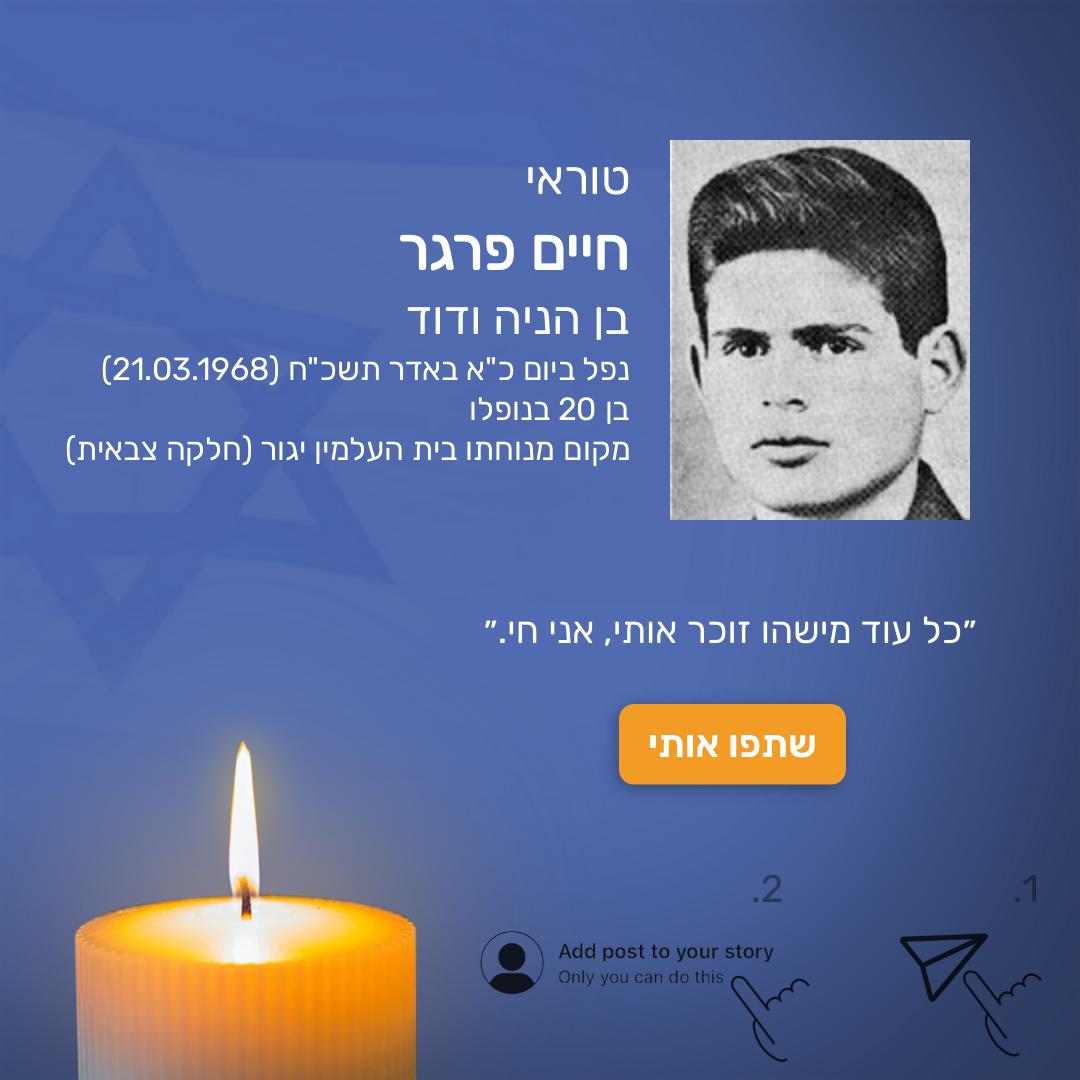 טוראי
חיים פרגר
בן הניה ודוד
נפל ביום כ"א באדר תשכ"ח (21.03.1968)
בן 20 בנופלו
מקום מנוחתו בית העלמין יגור (חלקה צבאית)
״כל עוד מישהו זוכר אותי, אני חי.״
שתפו אותי
.1
.2
Add post to your story
Only you can do this